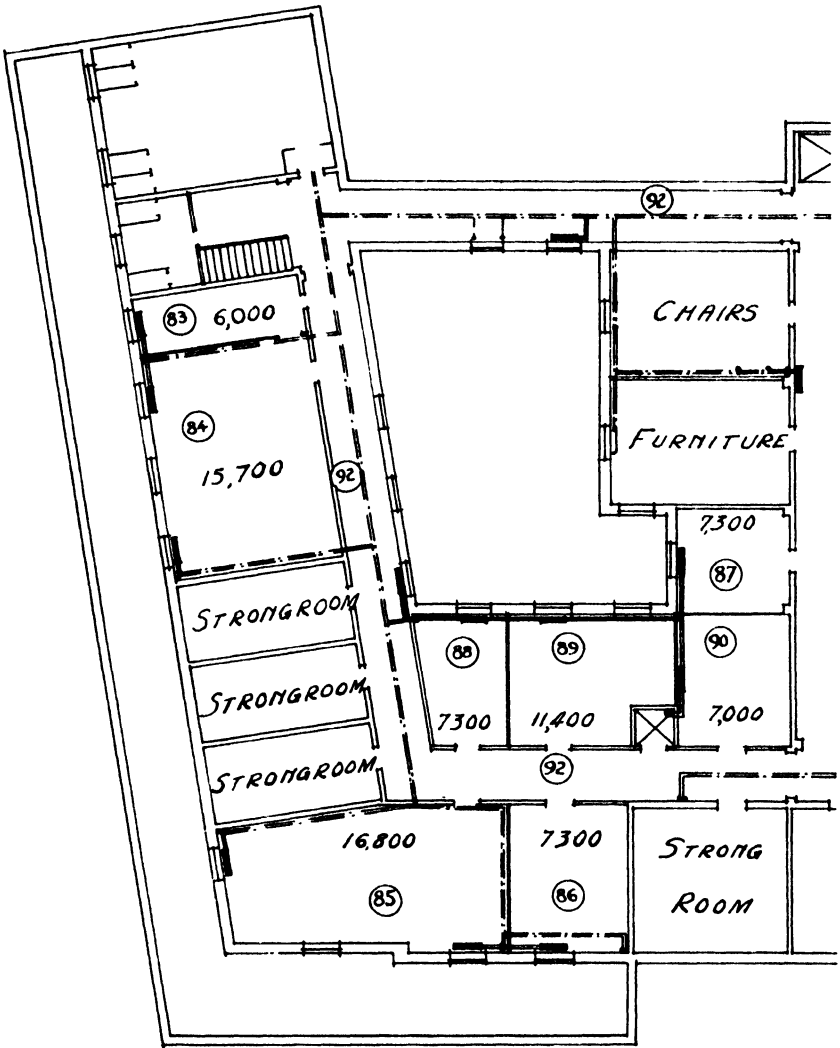 92
83 6,000
CHAIRS
84
FURNITURE
15,700
92
7,300
87
STRONGROOM
88
89
90
STRONGROOM
7300
11,400
7,000
STRONGROOM
92
16,800
7300
STRONG
ROOM
85
86